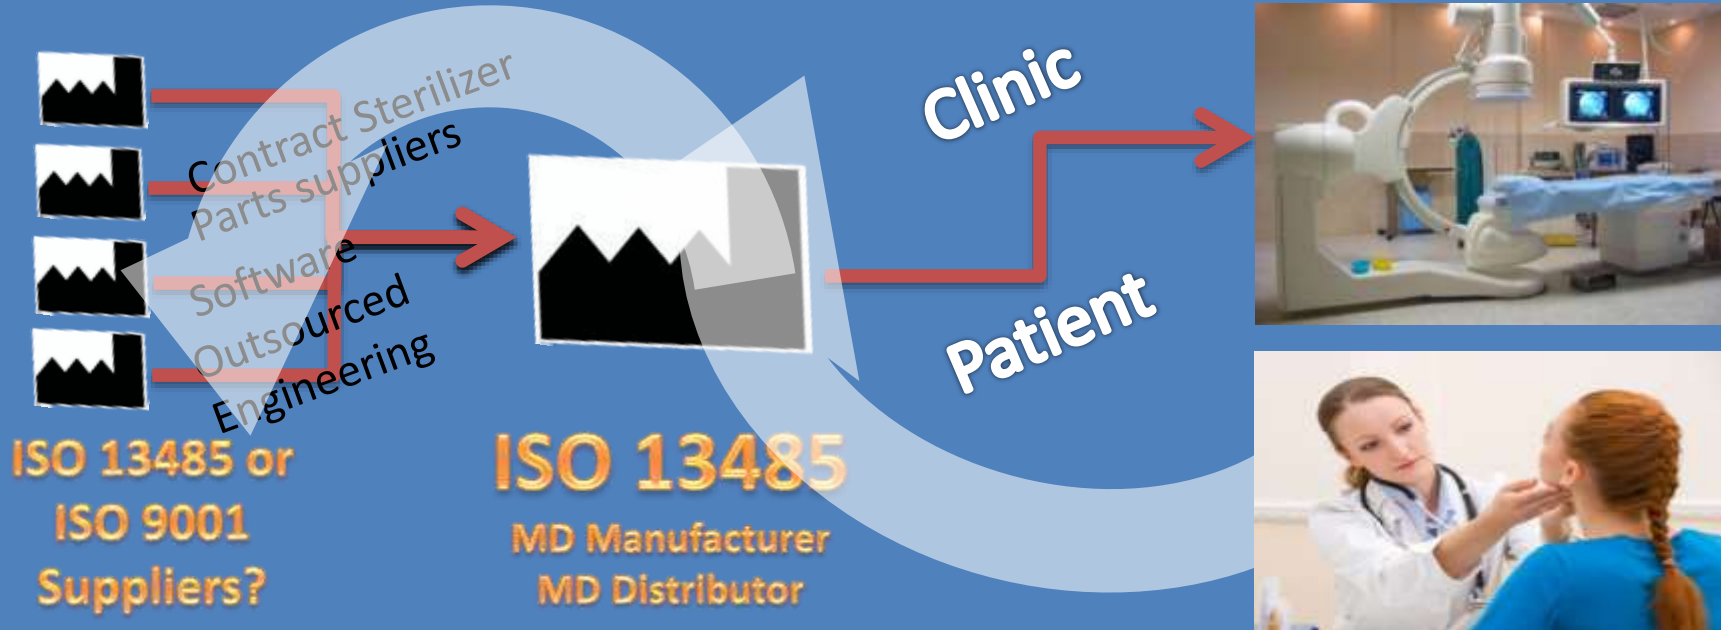 Contract Sterilizer
Parts suppliers
Software
Outsourced
Engineering
ISO 13485 or
ISO 9001
Suppliers?
ISO 13485
MD Manufacturer
MD Distributor
Clinic
Patient